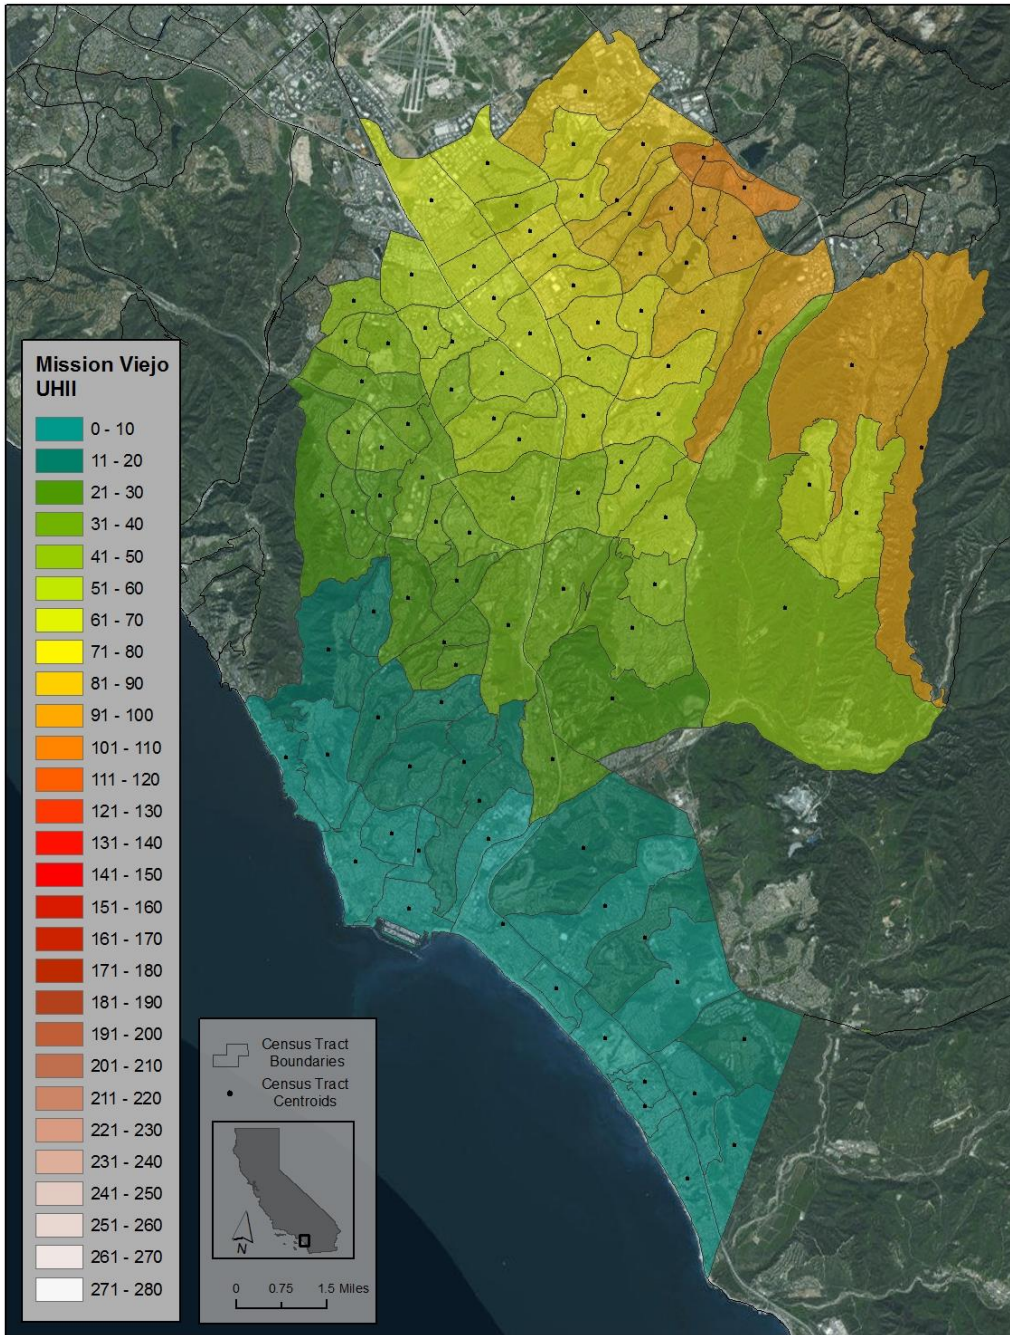 Mission Viejo
UHII
0 - 10
11 - 20
21 - 30
31 - 40
41 - 50
51 - 60
61 - 70
71 - 80
81 - 90
91 - 100
101 - 110
111 - 120
121 - 130
131 - 140
141 - 150
151 - 160
161 - 170
171 - 180
181 - 190
191 - 200
201 - 210
211 - 220
221 - 230
231 - 240
241 - 250
251 - 260
261 - 270
271 - 280
Census Tract
Boundaries
Census Tract
Centroids
N
0 0.75 1.5 Miles